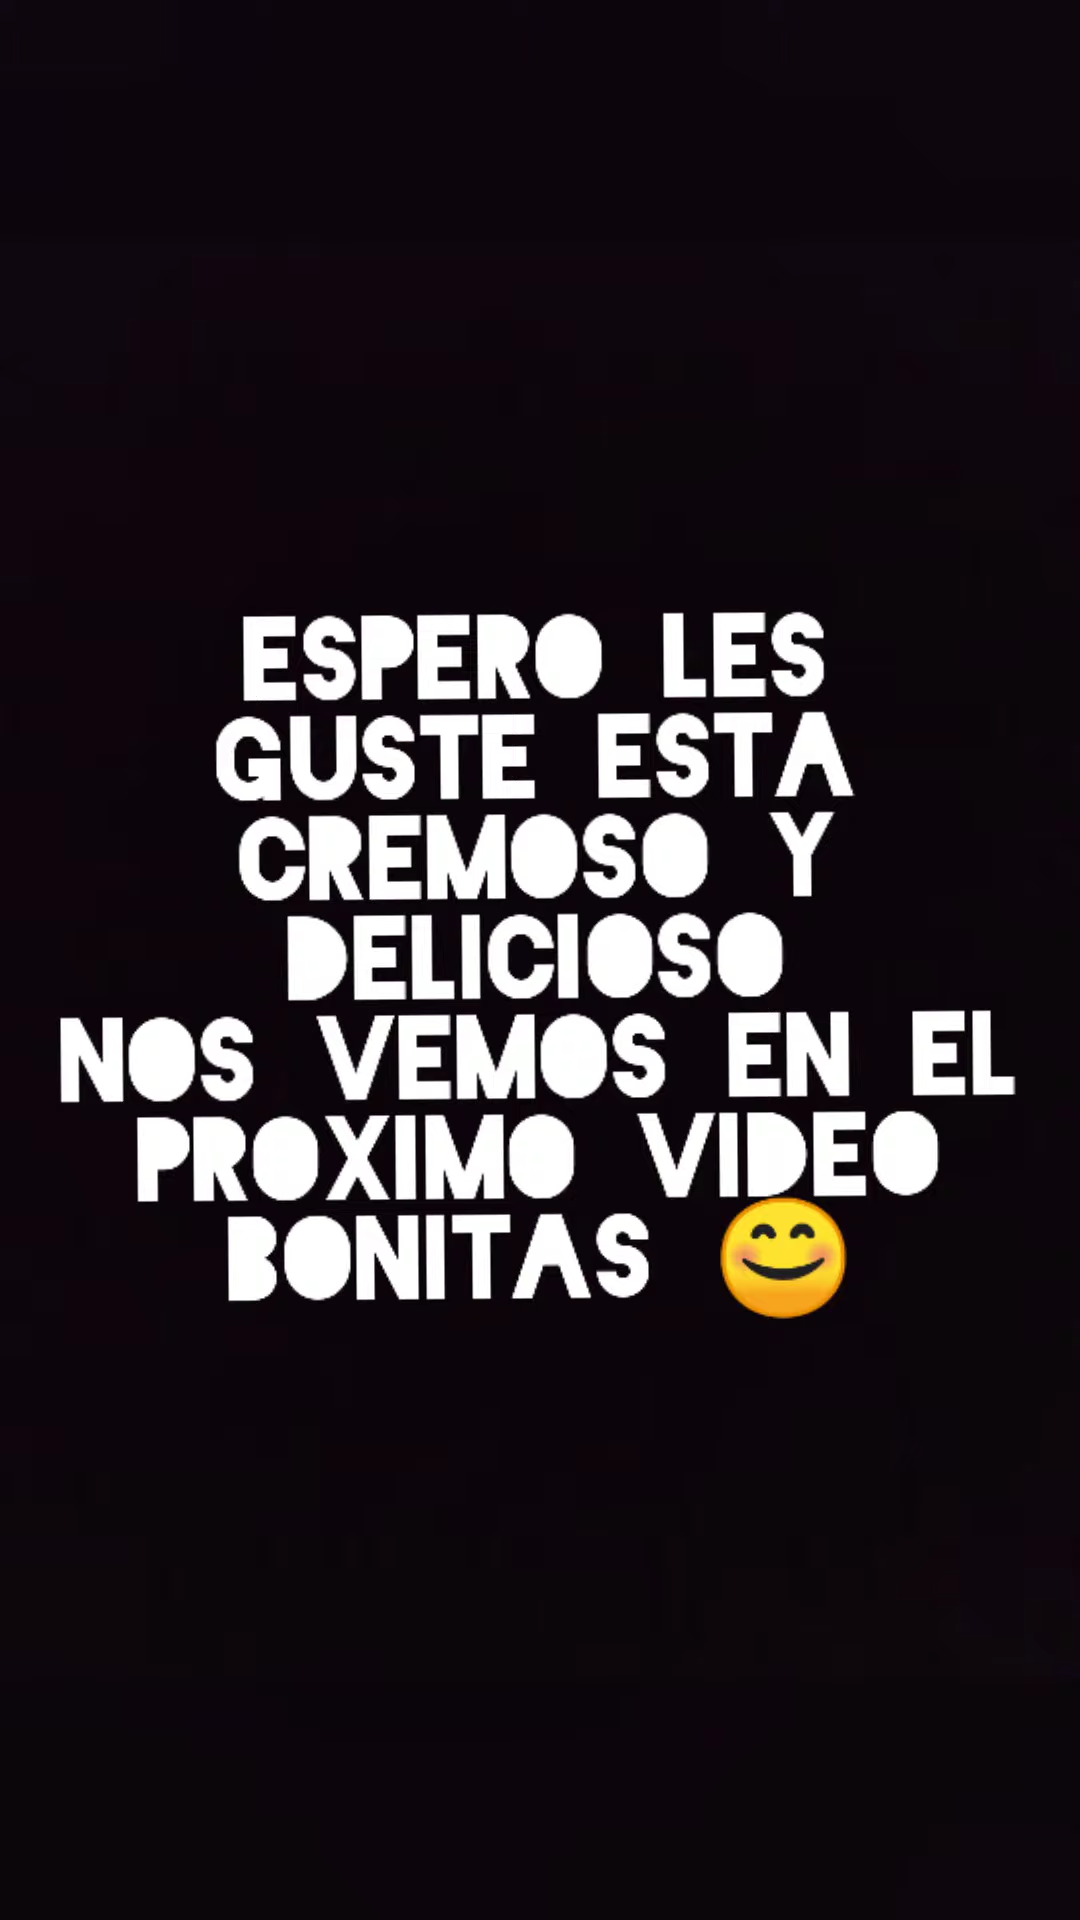 ESPERO LES
GUSTE ESTA
CREMOSO Y
DELICIOSO
NOS VEMOS EN EL
PROXIMO VIDEO
BONITAS 😊